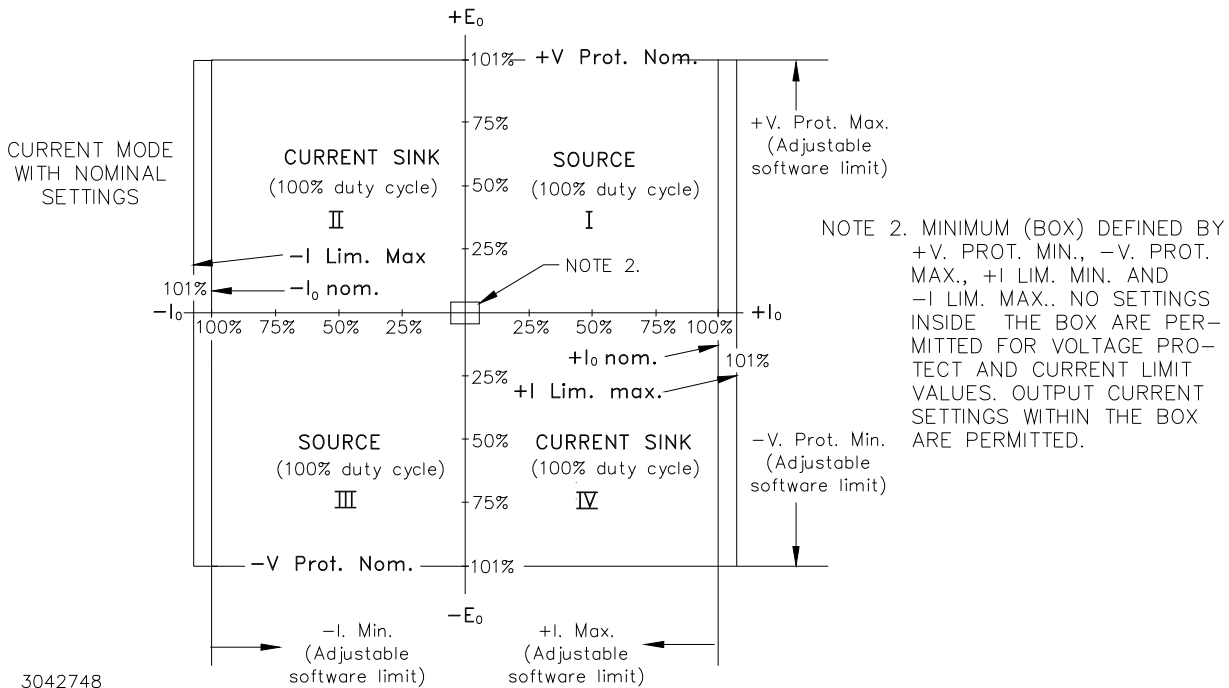 +E₀
101%
+V Prot. Nom.
75%
+V. Prot. Max.
(Adjustable
software limit)
CURRENT MODE
WITH NOMINAL
SETTINGS
CURRENT SINK
(100% duty cycle)
II
SOURCE
(100% duty cycle)
I
50%
25%
−I Lim. Max
101%
−I₀ nom.
NOTE 2.
NOTE 2. MINIMUM (BOX) DEFINED BY
+V. PROT. MIN., −V. PROT.
MAX., +I LIM. MIN. AND
−I LIM. MAX.. NO SETTINGS
INSIDE THE BOX ARE PER−
MITTED FOR VOLTAGE PRO−
TECT AND CURRENT LIMIT
VALUES. OUTPUT CURRENT
SETTINGS WITHIN THE BOX
ARE PERMITTED.
−I₀
100% 75% 50% 25% 25% 50% 75% 100%
+I₀
+I₀ nom.
101%
25%
+I Lim. max.
SOURCE
(100% duty cycle)
III
50%
CURRENT SINK
(100% duty cycle)
IV
−V. Prot. Min.
(Adjustable
software limit)
75%
−V Prot. Nom.
101%
−E₀
−I. Min.
(Adjustable
software limit)
+I. Max.
(Adjustable
software limit)
3042748